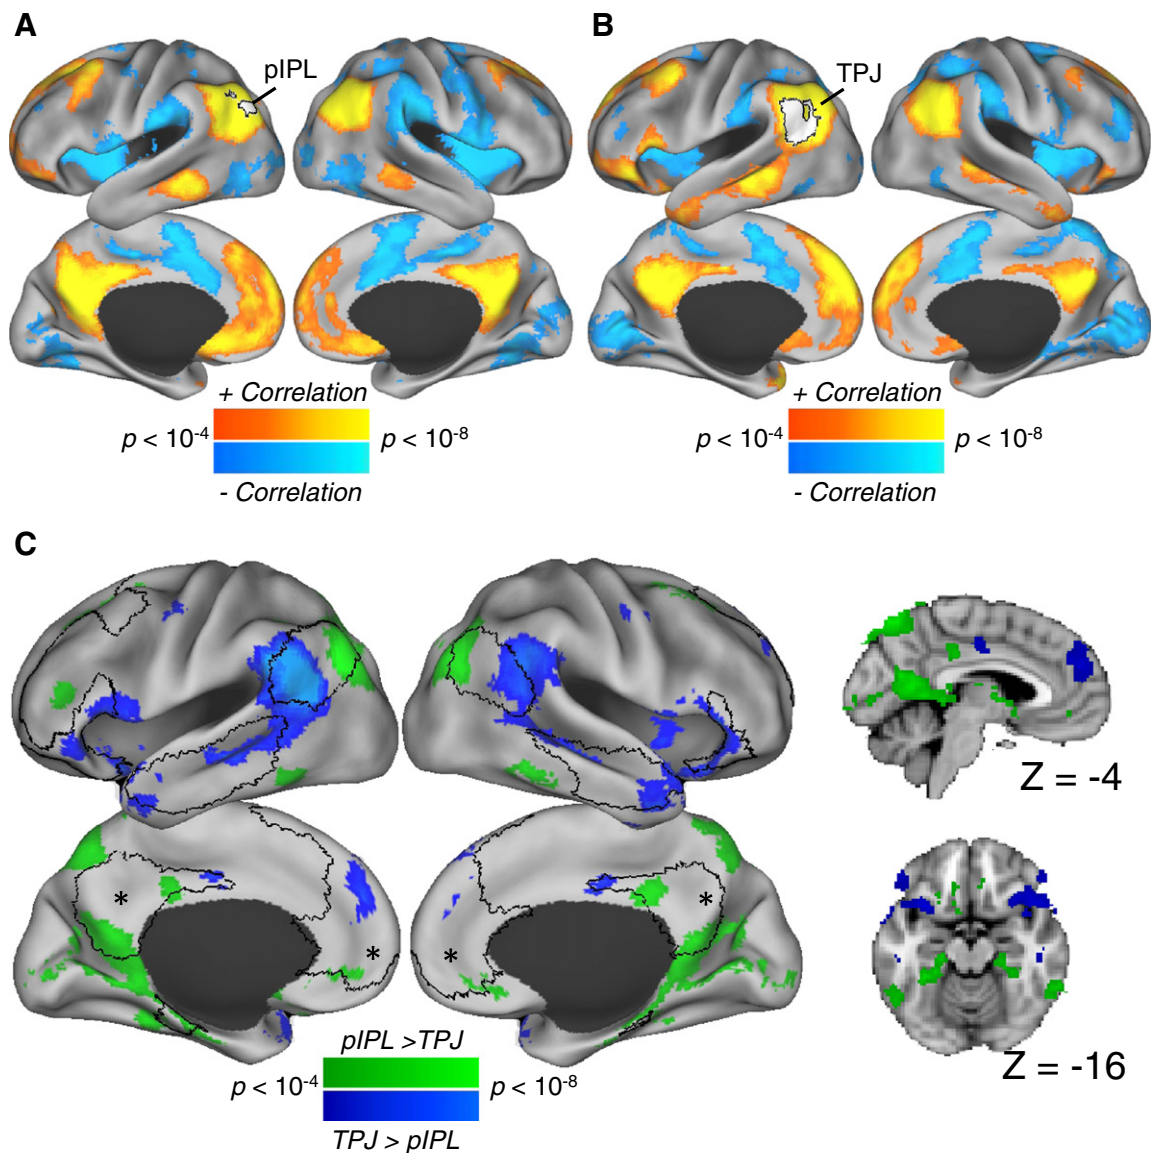 A
B
pIPL
TPJ
+ Correlation
p < 10-4
p < 10-8
- Correlation
+ Correlation
p < 10-4
p < 10-8
- Correlation
C
*
*
*
*
Z = -4
Z = -16
pIPL >TPJ
p < 10-4
p < 10-8
TPJ > pIPL